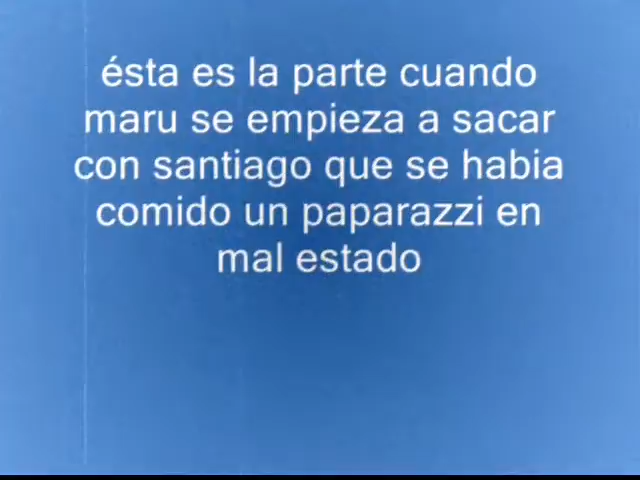 ésta es la parte cuando
maru se empieza a sacar
con santiago que se habia
comido un paparazzi en
mal estado